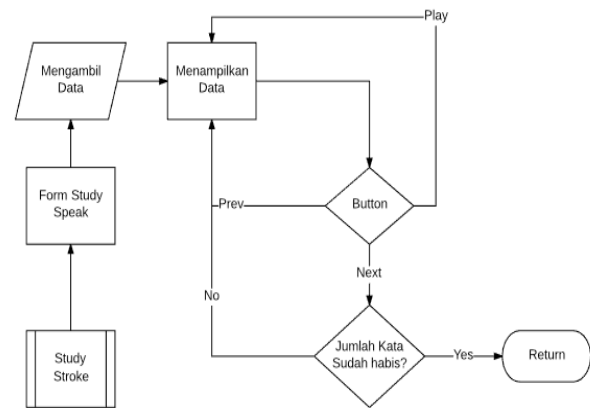 Play
Mengambil
Data
Menampilkan
Data
Form Study
Speak
Prev
Button
Next
No
Study
Stroke
Jumlah Kata
Sudah habis?
Yes
Return